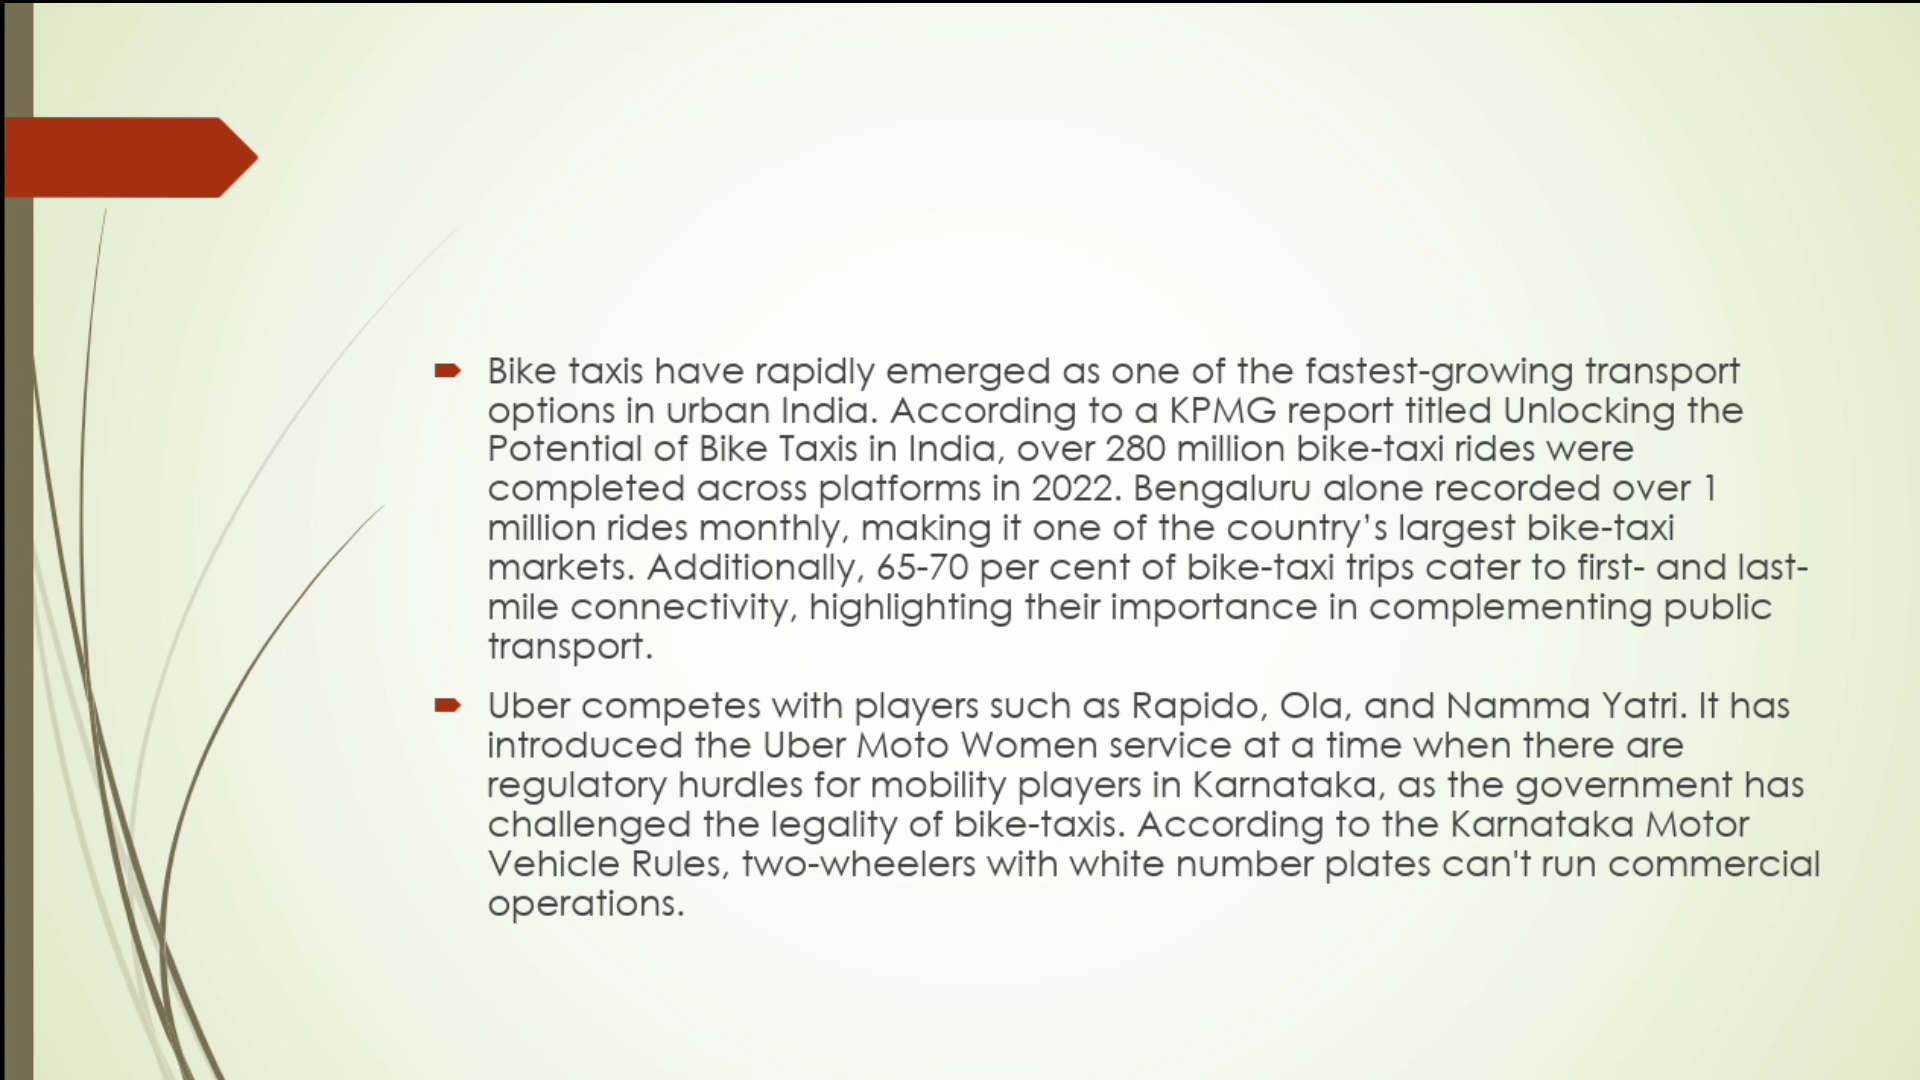 Bike taxis have rapidly emerged as one of the fastest-growing transport
options in urban India. According to a KPMG report titled Unlocking the
Potential of Bike Taxis in India, over 280 million bike-taxi rides were
completed across platforms in 2022. Bengaluru alone recorded over 1
million rides monthly, making it one of the country’s largest bike-taxi
markets. Additionally, 65-70 per cent of bike-taxi trips cater to first- and last-
mile connectivity, highlighting their importance in complementing public
transport.
Uber competes with players such as Rapido, Ola, and Namma Yatri. It has
introduced the Uber Moto Women service at a time when there are
regulatory hurdles for mobility players in Karnataka, as the government has
challenged the legality of bike-taxis. According to the Karnataka Motor
Vehicle Rules, two-wheelers with white number plates can't run commercial
operations.